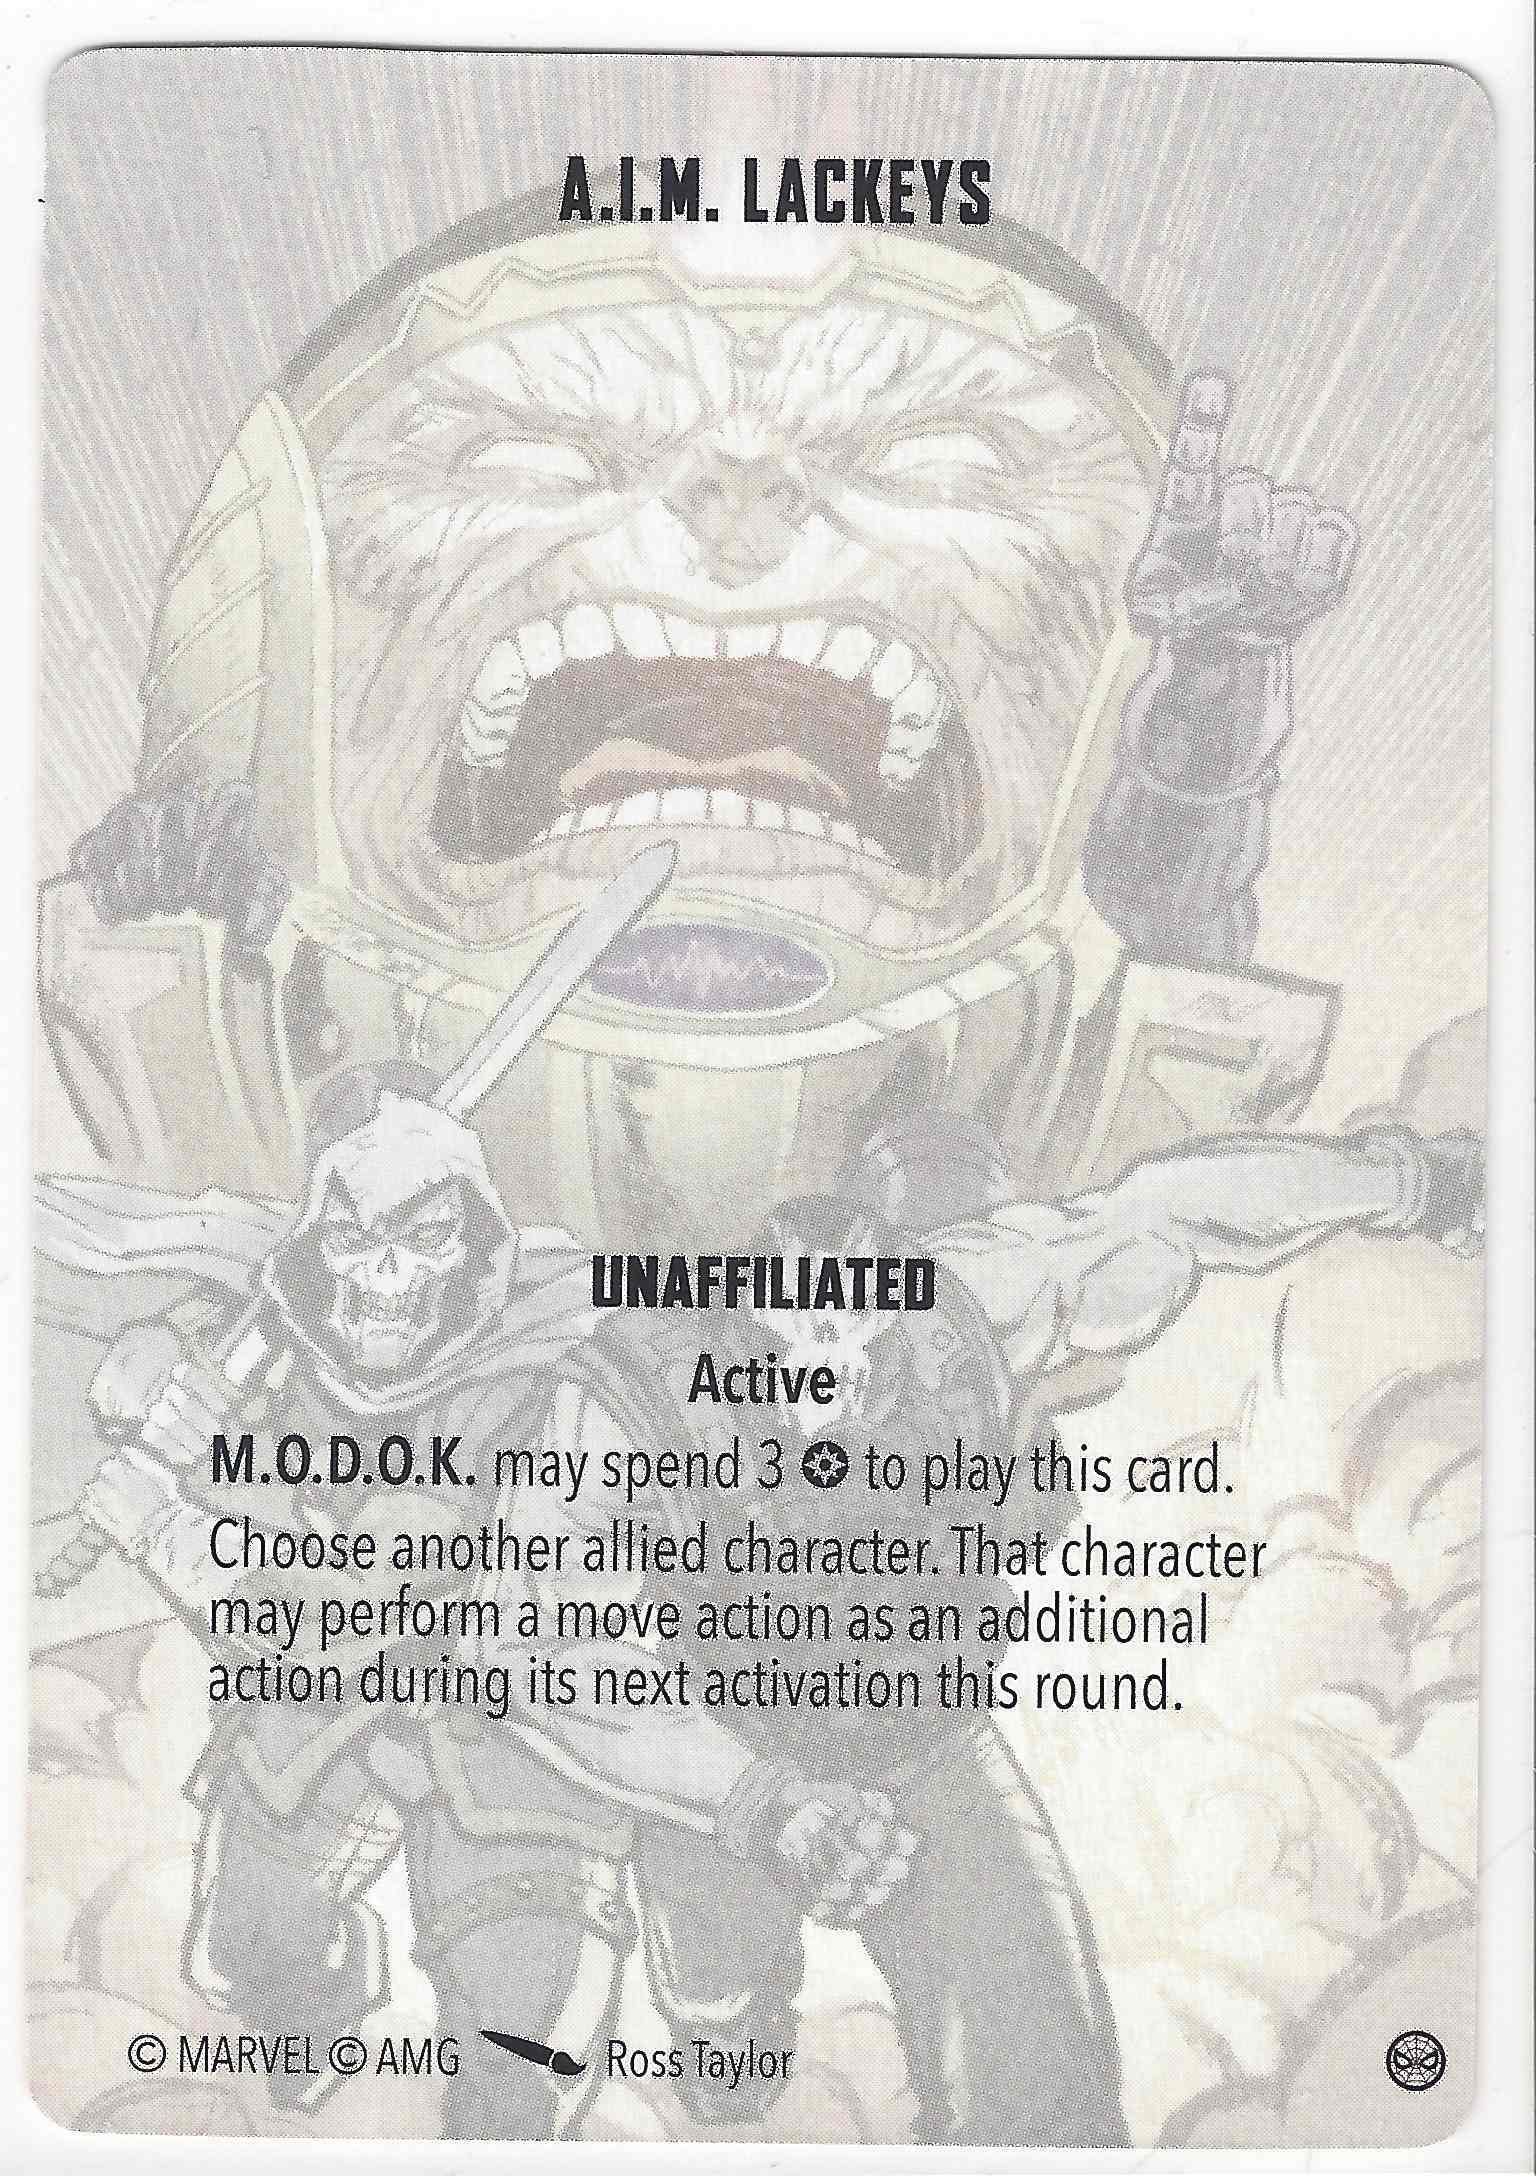 A.I.M. LACKEYS
UNAFFILIATED
Active
M.O.D.O.K. may spend 3 to play this card.
Choose another allied character. That character
may perform a move action as an additional
action during its next activation this round.
© MARVEL © AMG Ross Taylor